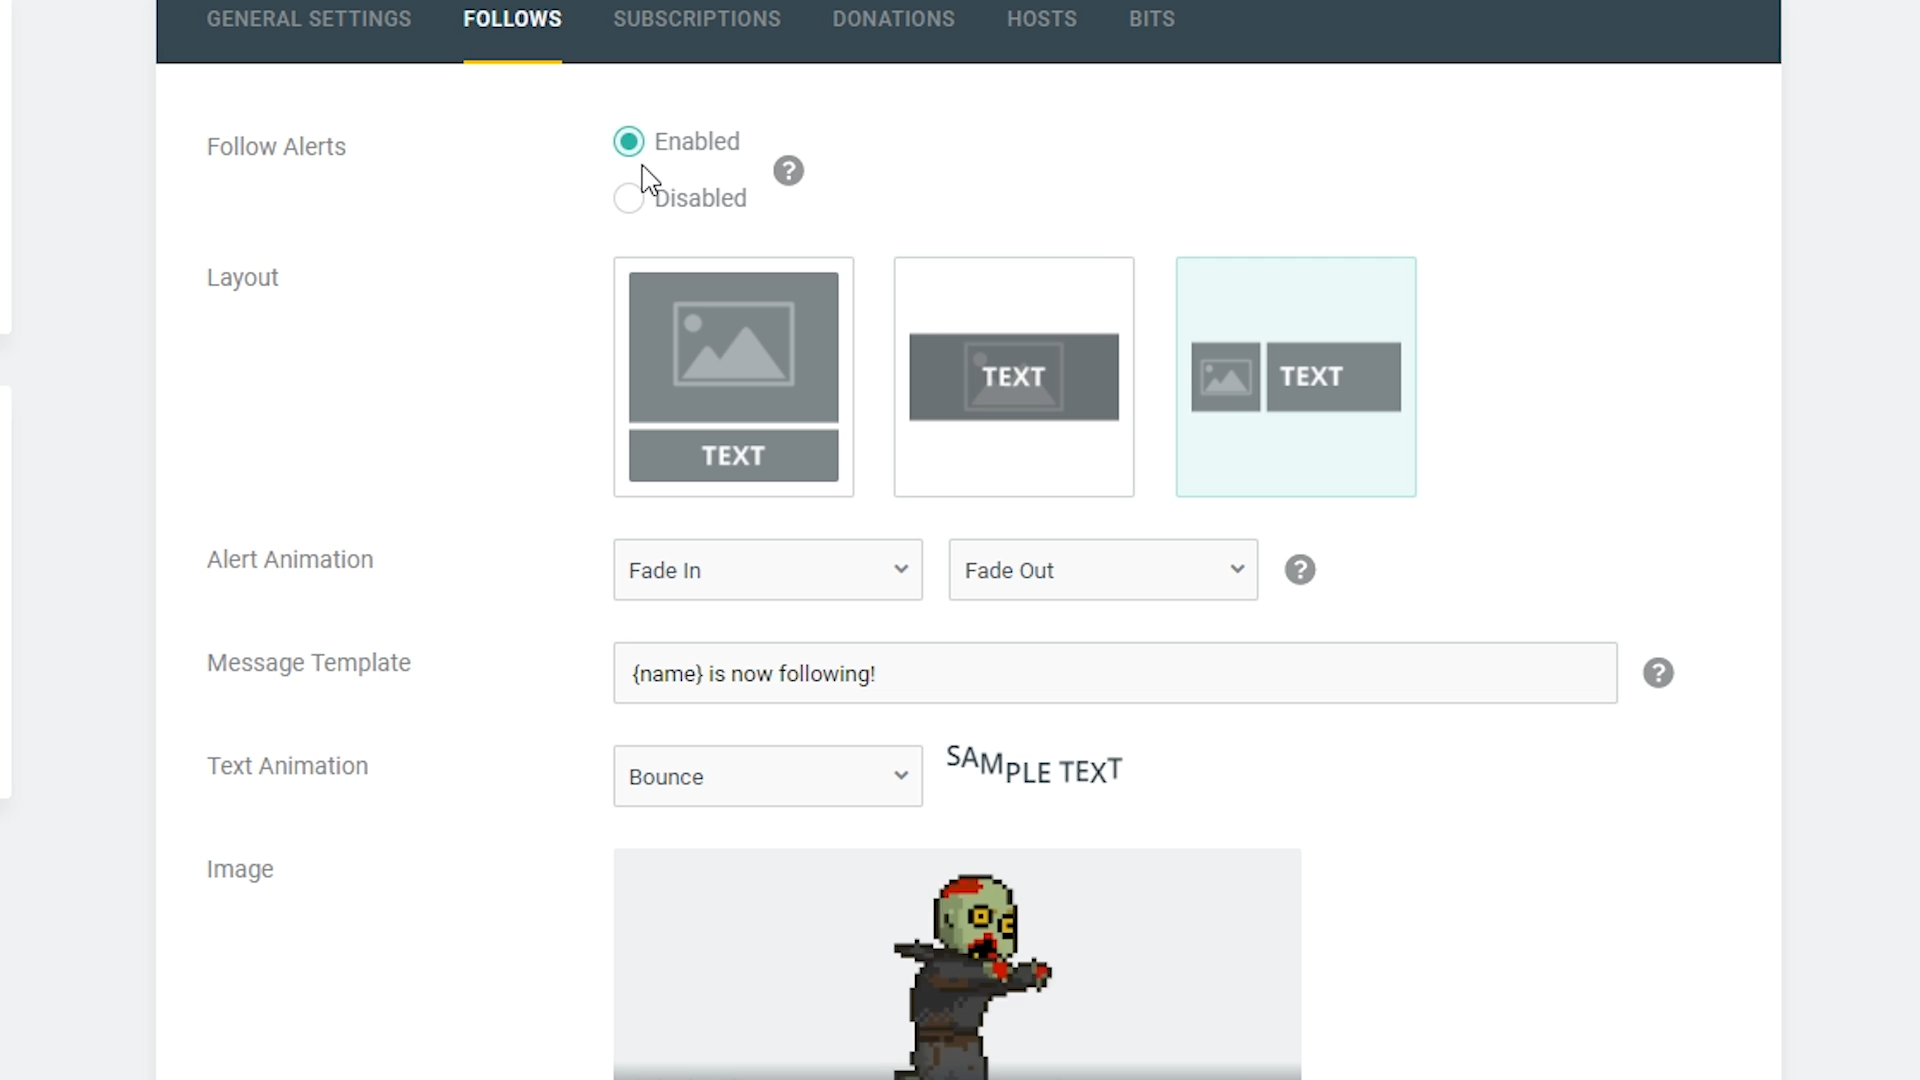 GENERAL SETTINGS FOLLOWS SUBSCRIPTIONS DONATIONS HOSTS BITS
Follow Alerts
Enabled
Disabled
?
Layout
TEXT
TEXT
TEXT
Alert Animation
Fade In
Fade Out
?
Message Template
{name} is now following!
?
Text Animation
Bounce
SAMPLE TEXT
Image